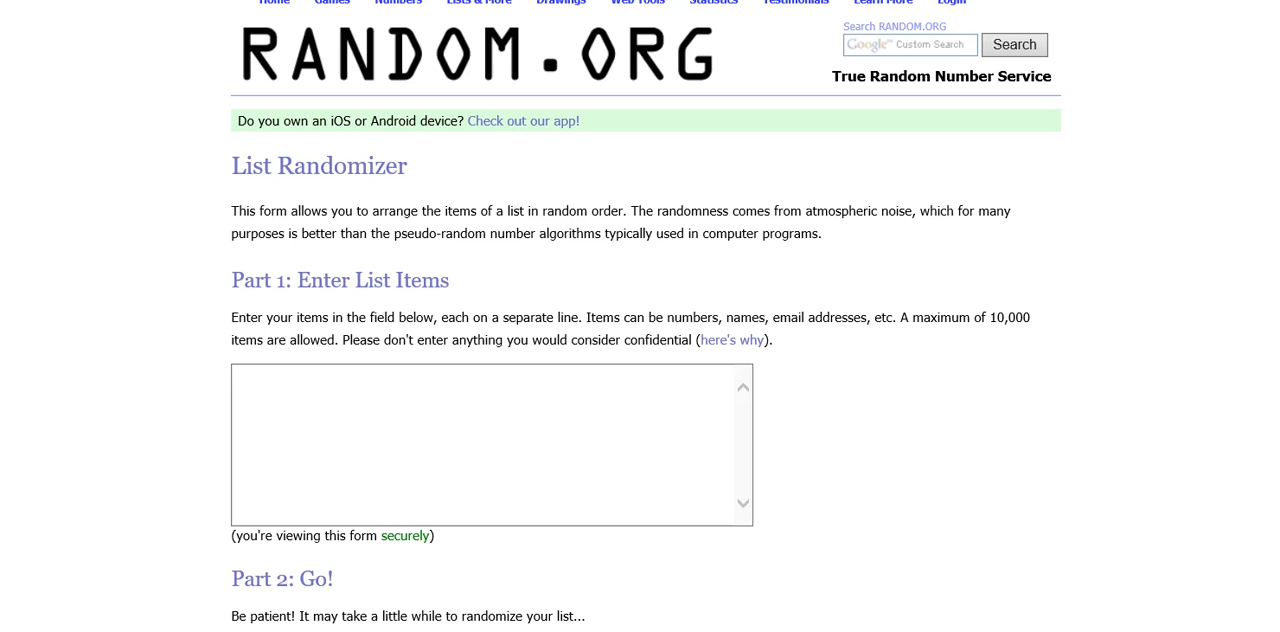 Home Games Numbers Lists & More Drawings Web Tools Statistics Testimonials Learn More Login
RANDOM.ORG
Search RANDOM.ORG
Google™ Custom Search Search
True Random Number Service
Do you own an iOS or Android device? Check out our app!
List Randomizer
This form allows you to arrange the items of a list in random order. The randomness comes from atmospheric noise, which for many
purposes is better than the pseudo-random number algorithms typically used in computer programs.
Part 1: Enter List Items
Enter your items in the field below, each on a separate line. Items can be numbers, names, email addresses, etc. A maximum of 10,000
items are allowed. Please don't enter anything you would consider confidential (here's why).
(you're viewing this form securely)
Part 2: Go!
Be patient! It may take a little while to randomize your list...